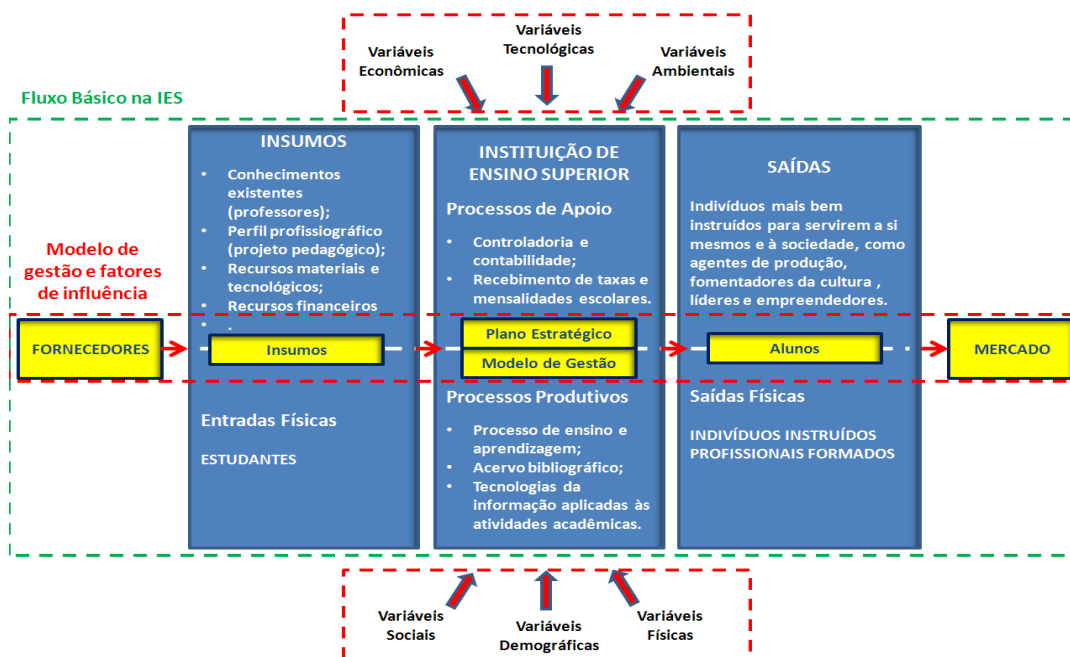 Variáveis
Econômicas
Variáveis
Tecnológicas
Variáveis
Ambientais
Fluxo Básico na IES
INSUMOS
• Conhecimentos
existentes
(professores);
• Perfil profissiográfico
(projeto pedagógico);
• Recursos materiais e
tecnológicos;
• Recursos financeiros
• .
Entradas Físicas
ESTUDANTES
INSTITUIÇÃO DE
ENSINO SUPERIOR
Processos de Apoio
• Controladoria e
contabilidade;
• Recebimento de taxas e
mensalidades escolares.
Processos Produtivos
• Processo de ensino e
aprendizagem;
• Acervo bibliográfico;
• Tecnologias da
informação aplicadas às
atividades acadêmicas.
SAÍDAS
Indivíduos mais bem
instruídos para servirem a si
mesmos e à sociedade, como
agentes de produção,
fomentadores da cultura ,
líderes e empreendedores.
Saídas Físicas
INDIVÍDUOS INSTRUÍDOS
PROFISSIONAIS FORMADOS
Modelo de
gestão e fatores
de influência
FORNECEDORES
Insumos
Plano Estratégico
Modelo de Gestão
Alunos
MERCADO
Variáveis
Sociais
Variáveis
Demográficas
Variáveis
Físicas